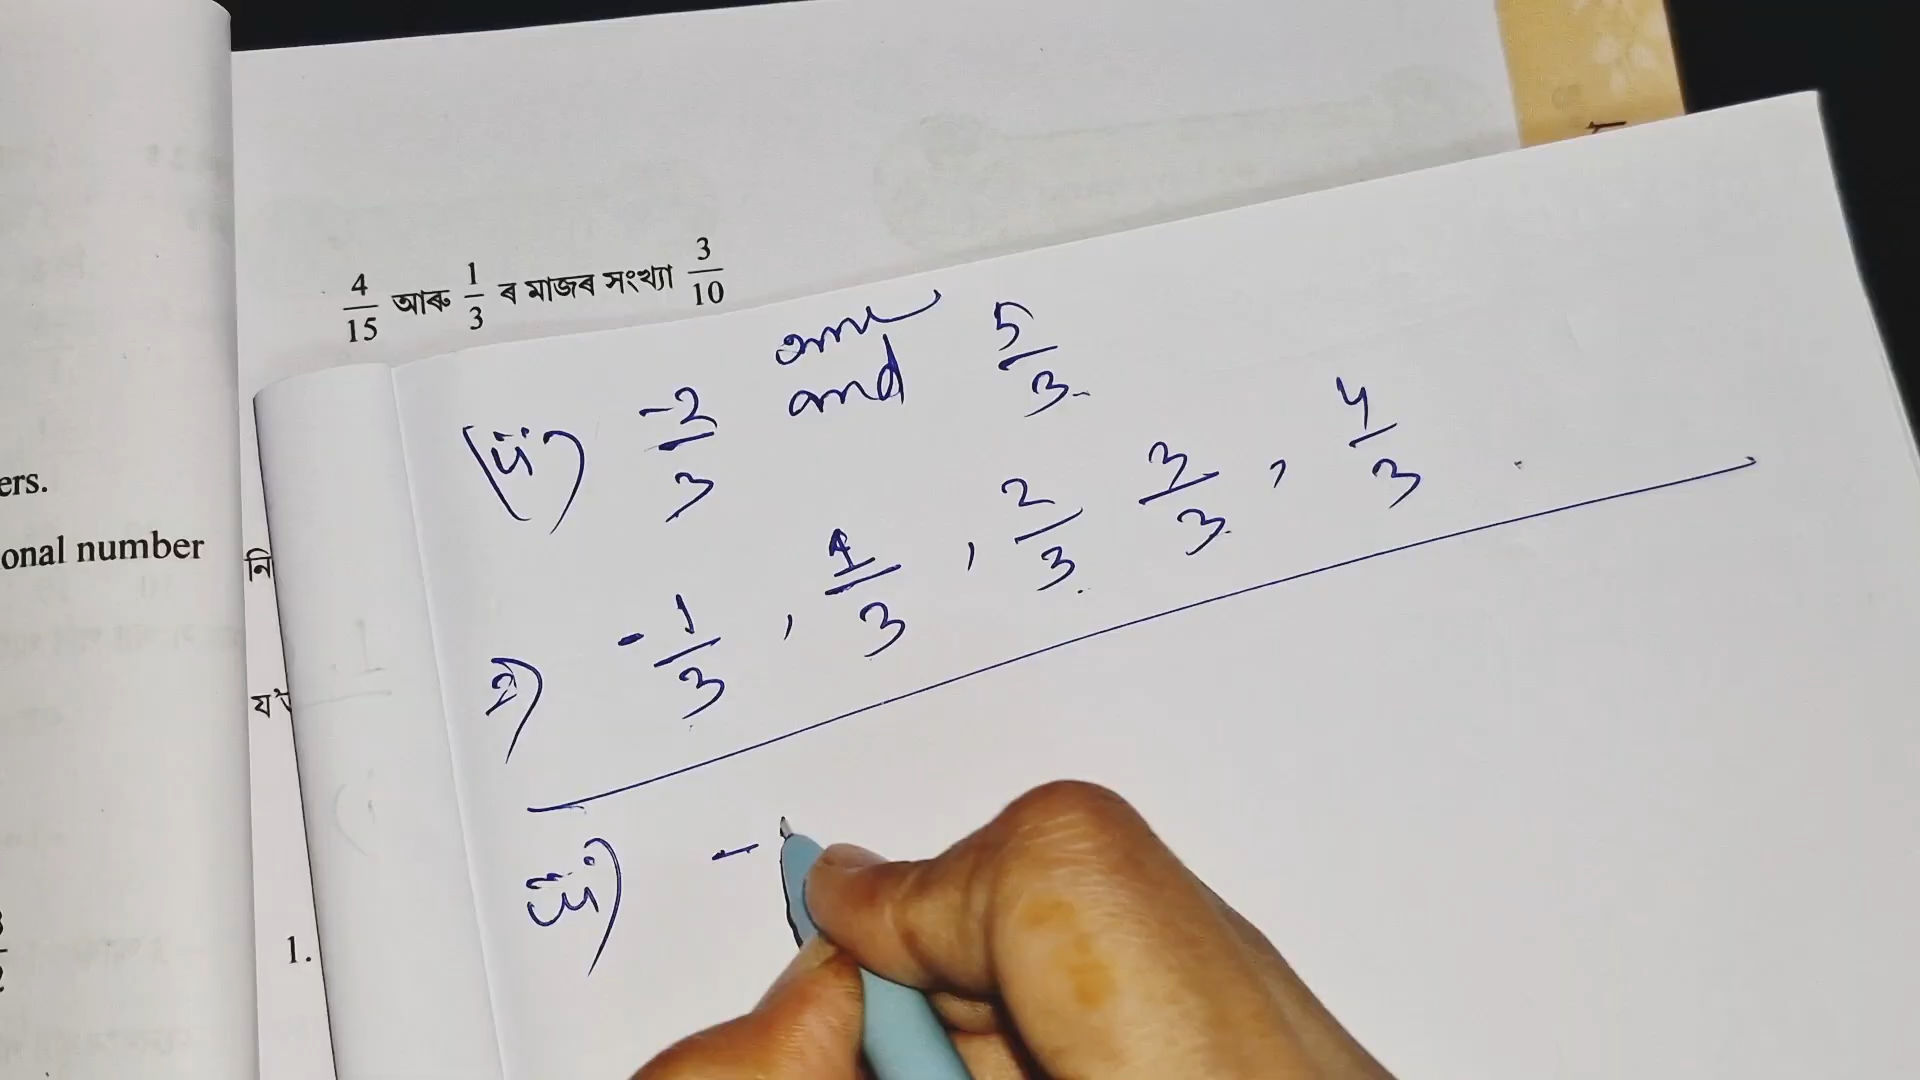 4/15 আৰু 1/3 ৰ মাজৰ সংখ্যা 3/10
ers.
onal number
নি
1.
(ii) -2/3 and 5/3
-1/3 , 1/3 , 2/3 3/3 , 4/3
iii) -